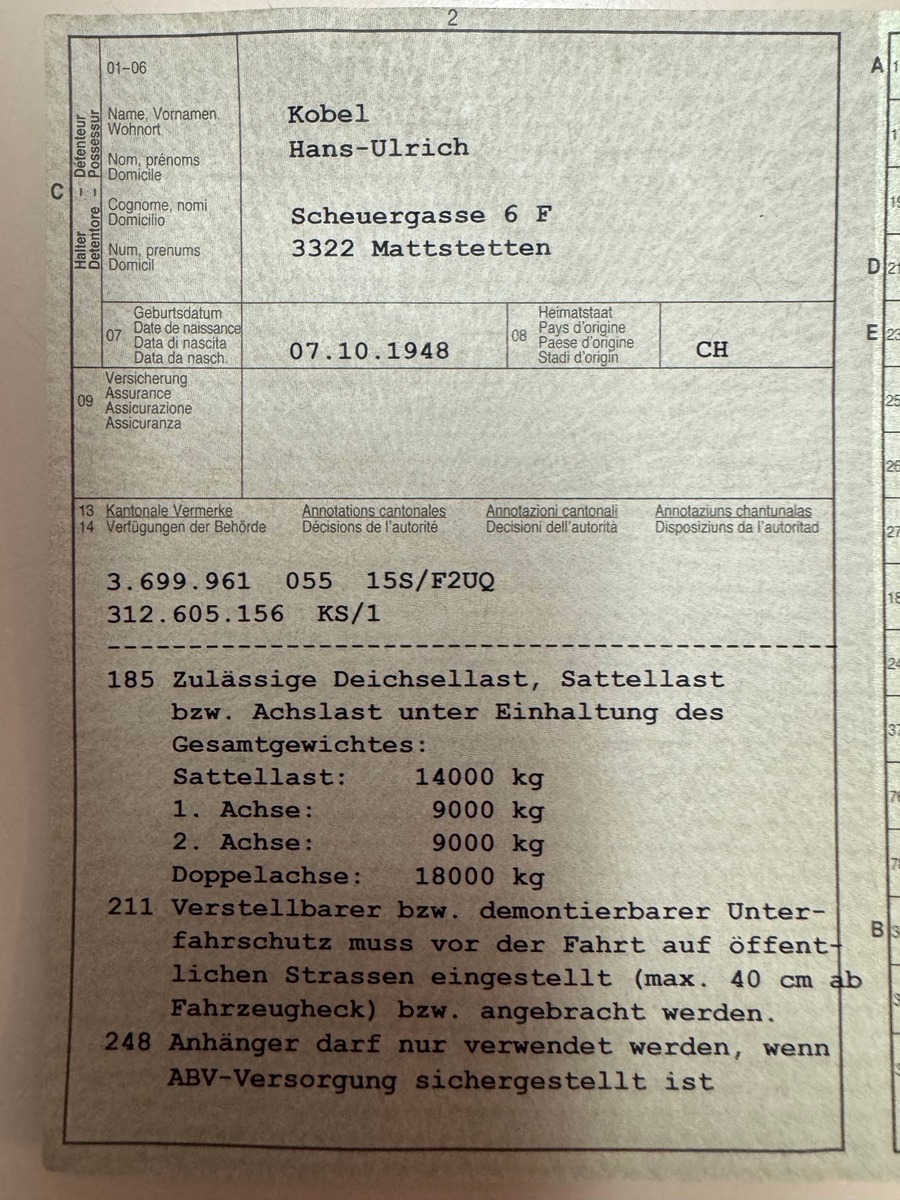 2
01-06
Halter - Détenteur
Detentore - Possessur
C
Name, Vornamen
Wohnort
Nom, prénoms
Domicile
Cognome, nomi
Domicilio
Num, prenums
Domicil
Kobel
Hans-Ulrich
Scheuergasse 6 F
3322 Mattstetten
07 Geburtsdatum
Date de naissance
Data di nascita
Data da nasch.
07.10.1948
08 Heimatstaat
Pays d'origine
Paese d'origine
Stadi d'origin
CH
09 Versicherung
Assurance
Assicurazione
Assicuranza
13 Kantonale Vermerke Annotations cantonales Annotazioni cantonali Annotaziuns chantunalas
14 Verfügungen der Behörde Décisions de l'autorité Decisioni dell'autorità Disposiziuns da l'autoritad
3.699.961 055 15S/F2UQ
312.605.156 KS/1
185 Zulässige Deichsellast, Sattellast
bzw. Achslast unter Einhaltung des
Gesamtgewichtes:
Sattellast: 14000 kg
1. Achse: 9000 kg
2. Achse: 9000 kg
Doppelachse: 18000 kg
211 Verstellbarer bzw. demontierbarer Unter-
fahrschutz muss vor der Fahrt auf öffent-
lichen Strassen eingestellt (max. 40 cm ab
Fahrzeugheck) bzw. angebracht werden.
248 Anhänger darf nur verwendet werden, wenn
ABV-Versorgung sichergestellt ist
A
D 21
E 23
25
26
27
18
B